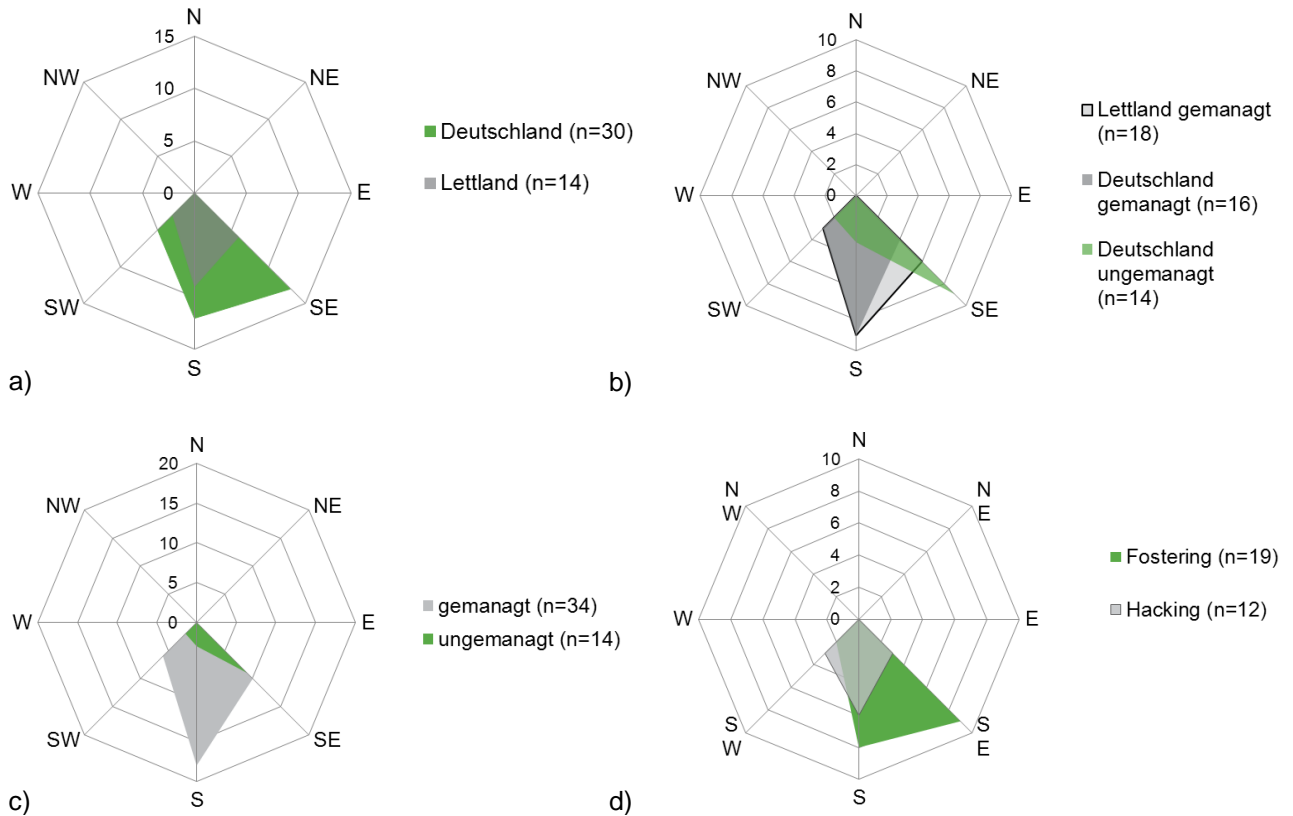 N
15
NW
NE
10
5
W
0
E
SW
SE
S
Deutschland (n=30)
Lettland (n=14)
a)
N
10
NW
NE
8
6
4
2
W
0
E
SW
SE
S
Lettland gemanagt
(n=18)
Deutschland
gemanagt (n=16)
Deutschland
ungemanagt
(n=14)
b)
N
20
NW
NE
15
10
5
W
0
E
SW
SE
S
gemanagt (n=34)
ungemanagt (n=14)
c)
N
10
N
W
N
E
8
6
4
2
W
0
E
S
W
S
E
S
Fostering (n=19)
Hacking (n=12)
d)